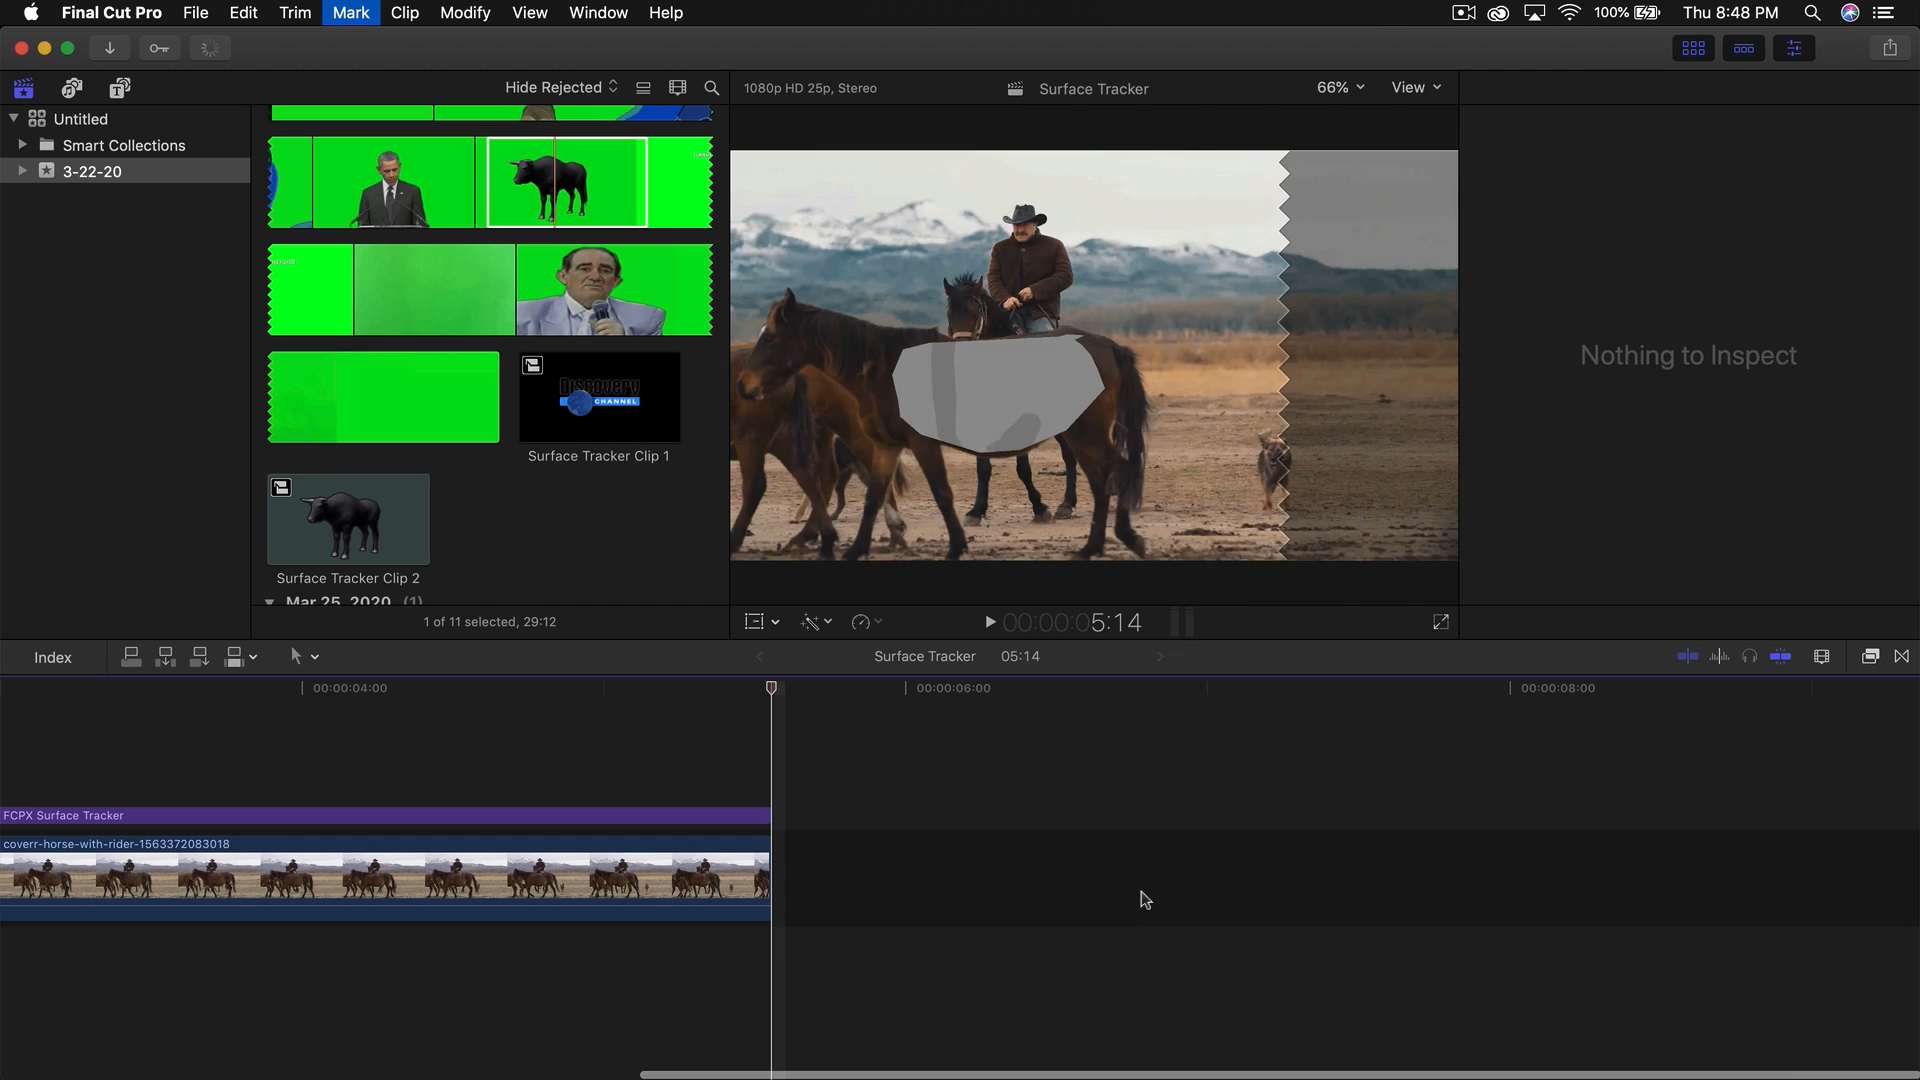 Final Cut Pro File Edit Trim Mark Clip Modify View Window Help 100% Thu 8:48 PM
Hide Rejected 1080p HD 25p, Stereo Surface Tracker 66% View
Untitled
Smart Collections
3-22-20
Discovery
CHANNEL
Surface Tracker Clip 1
Surface Tracker Clip 2
Mar 25, 2020 (1)
Nothing to Inspect
1 of 11 selected, 29:12
00:00:05:14
Index Surface Tracker 05:14
00:00:04:00 00:00:06:00 00:00:08:00
FCPX Surface Tracker
coverr-horse-with-rider-1563372083018